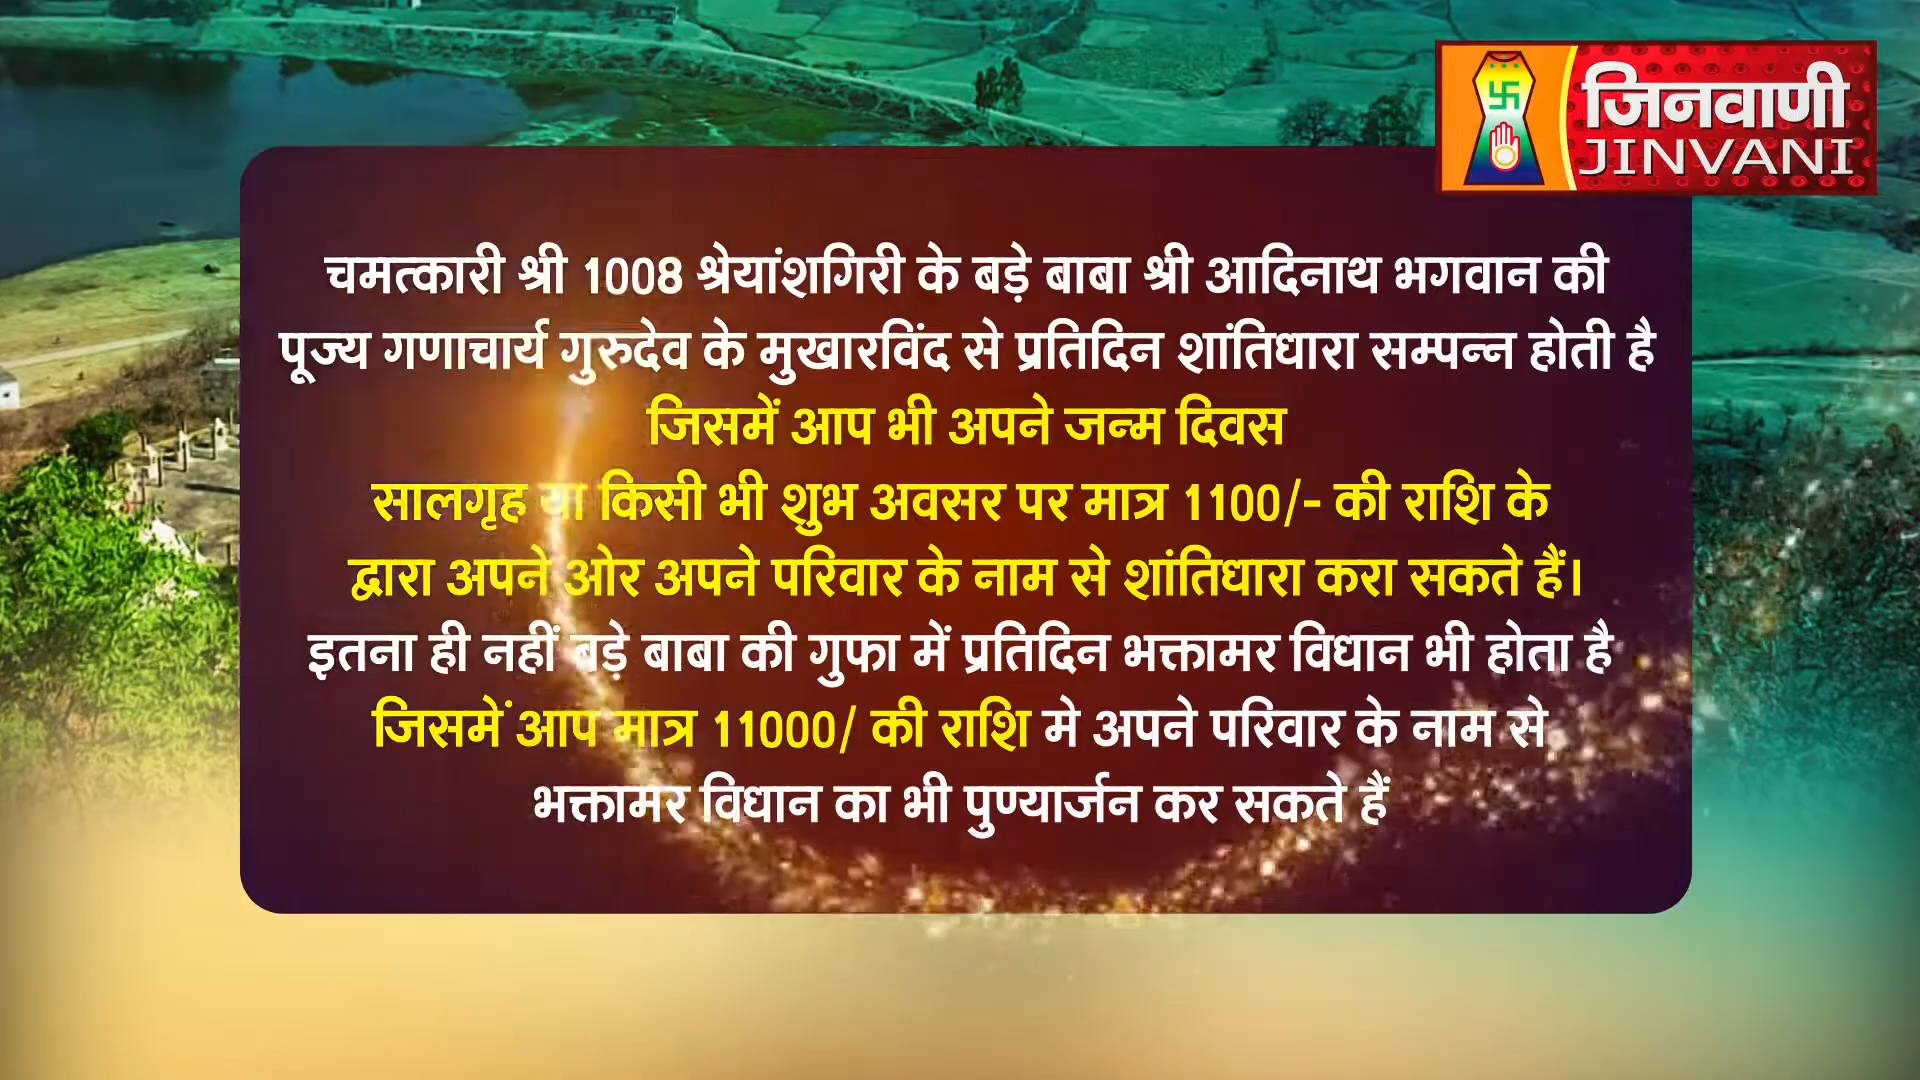 जिनवाणी
JINVANI
चमत्कारी श्री 1008 श्रेयांशगिरी के बड़े बाबा श्री आदिनाथ भगवान की
पूज्य गणाचार्य गुरुदेव के मुखारविंद से प्रतिदिन शांतिधारा सम्पन्न होती है
जिसमें आप भी अपने जन्म दिवस
सालगृह या किसी भी शुभ अवसर पर मात्र 1100/- की राशि के
द्वारा अपने ओर अपने परिवार के नाम से शांतिधारा करा सकते हैं।
इतना ही नहीं बड़े बाबा की गुफा में प्रतिदिन भक्तामर विधान भी होता है
जिसमें आप मात्र 11000/ की राशि मे अपने परिवार के नाम से
भक्तामर विधान का भी पुण्यार्जन कर सकते हैं